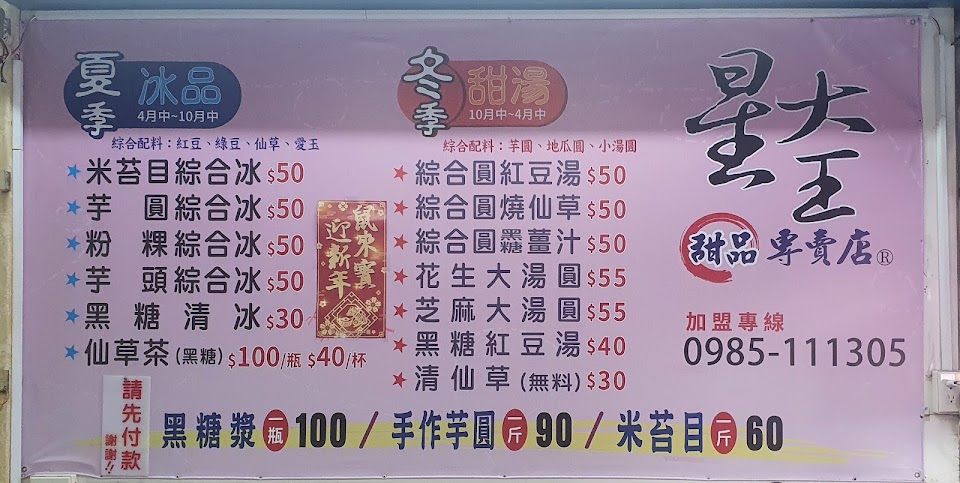 夏季 冰品
4月中~10月中
綜合配料：紅豆、綠豆、仙草、愛玉
米苔目綜合冰 $50
芋圓綜合冰 $50
粉粿綜合冰 $50
芋頭綜合冰 $50
黑糖清冰 $30
仙草茶(黑糖) $100/瓶 $40/杯
鼠來寶
迎新年
冬季 甜湯
10月中~4月中
綜合配料：芋圓、地瓜圓、小湯圓
綜合圓紅豆湯 $50
綜合圓燒仙草 $50
綜合圓黑糖薑汁 $50
花生大湯圓 $55
芝麻大湯圓 $55
黑糖紅豆湯 $40
清仙草(無料) $30
星大王
甜品專賣店®
加盟專線
0985-111305
請先付款
謝謝!!
黑糖漿一瓶100 / 手作芋圓一斤90 / 米苔目一斤60